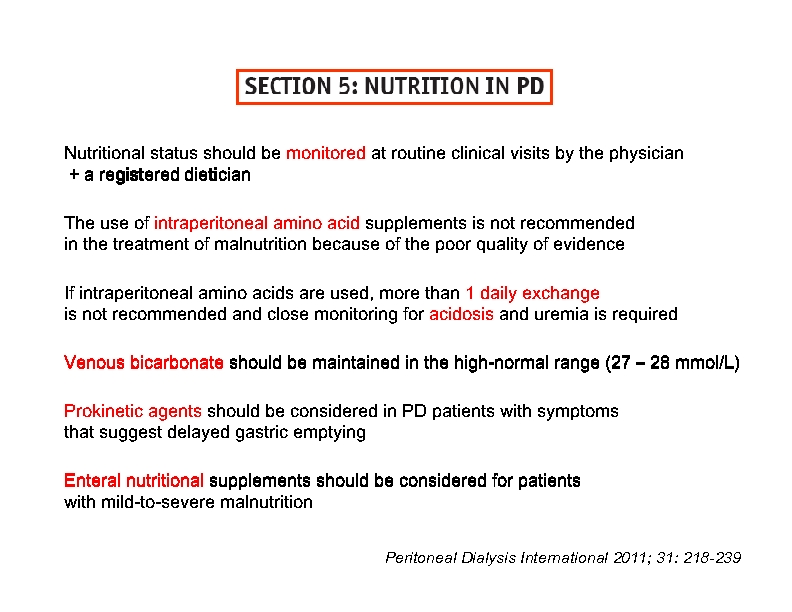 SECTION 5: NUTRITION IN PD
Nutritional status should be monitored at routine clinical visits by the physician
+ a registered dietician
The use of intraperitoneal amino acid supplements is not recommended
in the treatment of malnutrition because of the poor quality of evidence
If intraperitoneal amino acids are used, more than 1 daily exchange
is not recommended and close monitoring for acidosis and uremia is required
Venous bicarbonate should be maintained in the high-normal range (27 – 28 mmol/L)
Prokinetic agents should be considered in PD patients with symptoms
that suggest delayed gastric emptying
Enteral nutritional supplements should be considered for patients
with mild-to-severe malnutrition
Peritoneal Dialysis International 2011; 31: 218-239